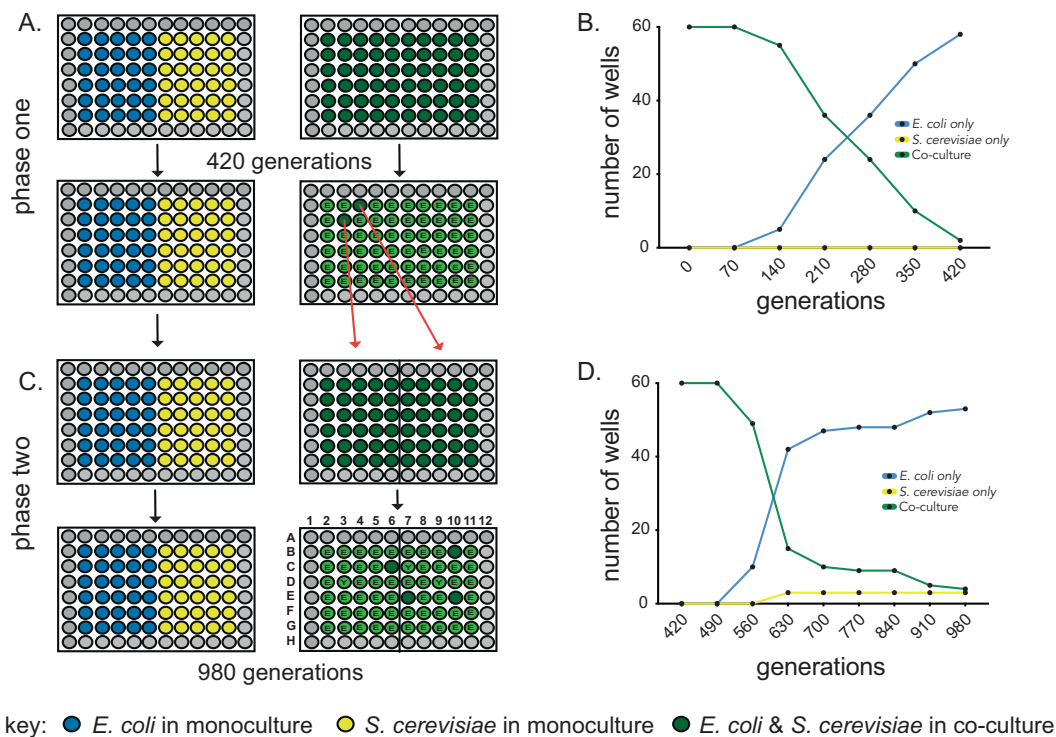 A.
phase one
420 generations
E E E E E E E E E
E E E E E E E E E
E E E E E E E E E E
E E E E E E E E E E
E E E E E E E E E E
E E E E E E E E E E
B.
number of wells
60
40
20
0
E. coli only
S. cerevisiae only
Co-culture
0 70 140 210 280 350 420
generations
C.
phase two
1 2 3 4 5 6 7 8 9 10 11 12
A
B E E E E E E E E E
C E E E E Y E E E E
D E Y E E E E E Y E E
E E E E E E E E E
F E E E E E E E E E E
G E E E E E E E E E E
H
980 generations
D.
number of wells
60
40
20
0
E. coli only
S. cerevisiae only
Co-culture
420 490 560 630 700 770 840 910 980
generations
key: E. coli in monoculture S. cerevisiae in monoculture E. coli & S. cerevisiae in co-culture